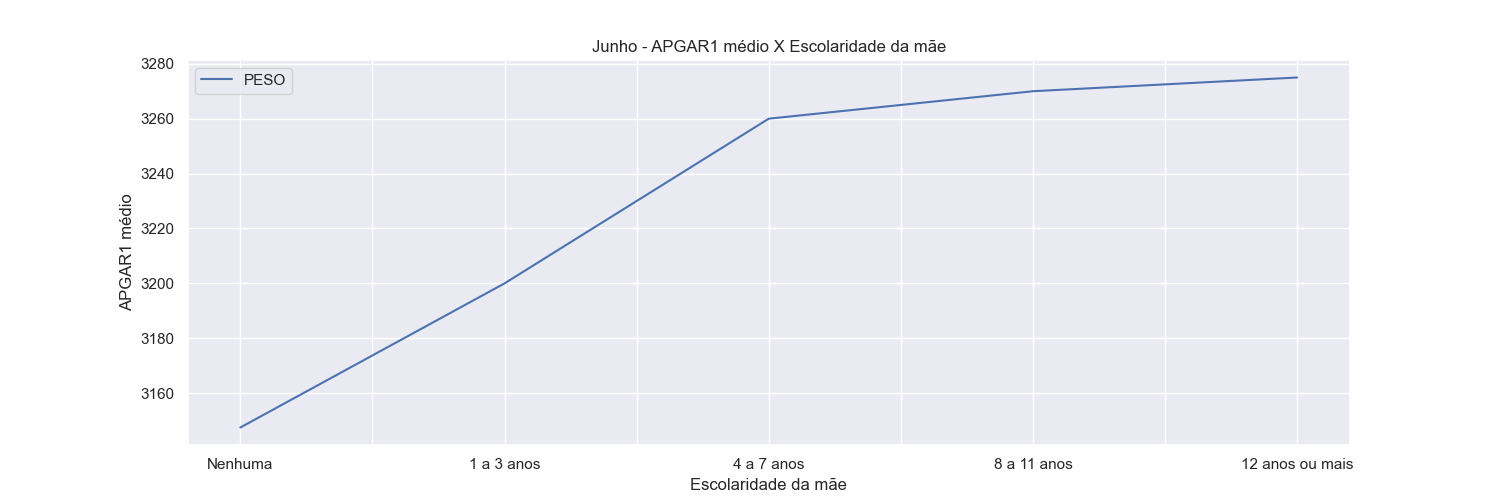 Junho - APGAR1 médio X Escolaridade da mãe
PESO
APGAR1 médio
3280
3260
3240
3220
3200
3180
3160
Nenhuma
1 a 3 anos
4 a 7 anos
8 a 11 anos
12 anos ou mais
Escolaridade da mãe